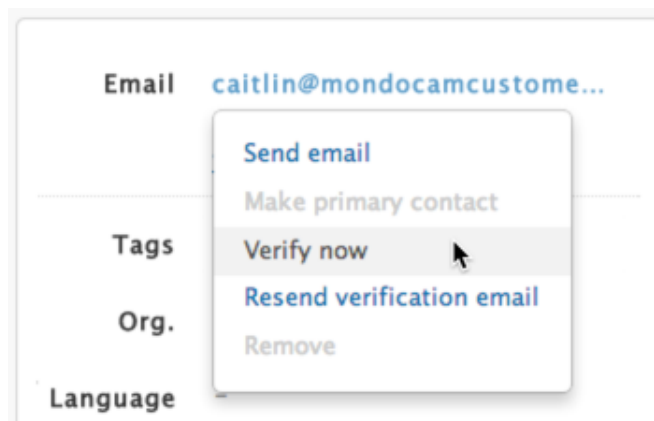 Email caitlin@mondocamcustome...
Send email
Make primary contact
Tags
Verify now
Resend verification email
Org.
Remove
Language -